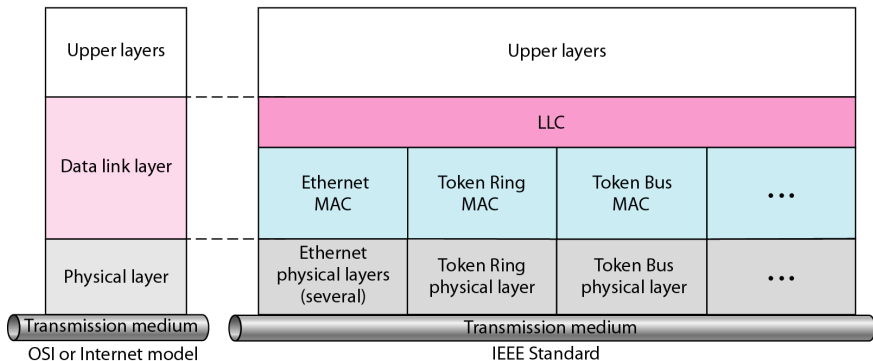 Upper layers
Upper layers
LLC
Data link layer
Ethernet
MAC
Token Ring
MAC
Token Bus
MAC
...
Physical layer
Ethernet
physical layers
(several)
Token Ring
physical layer
Token Bus
physical layer
...
Transmission medium
Transmission medium
OSI or Internet model
IEEE Standard